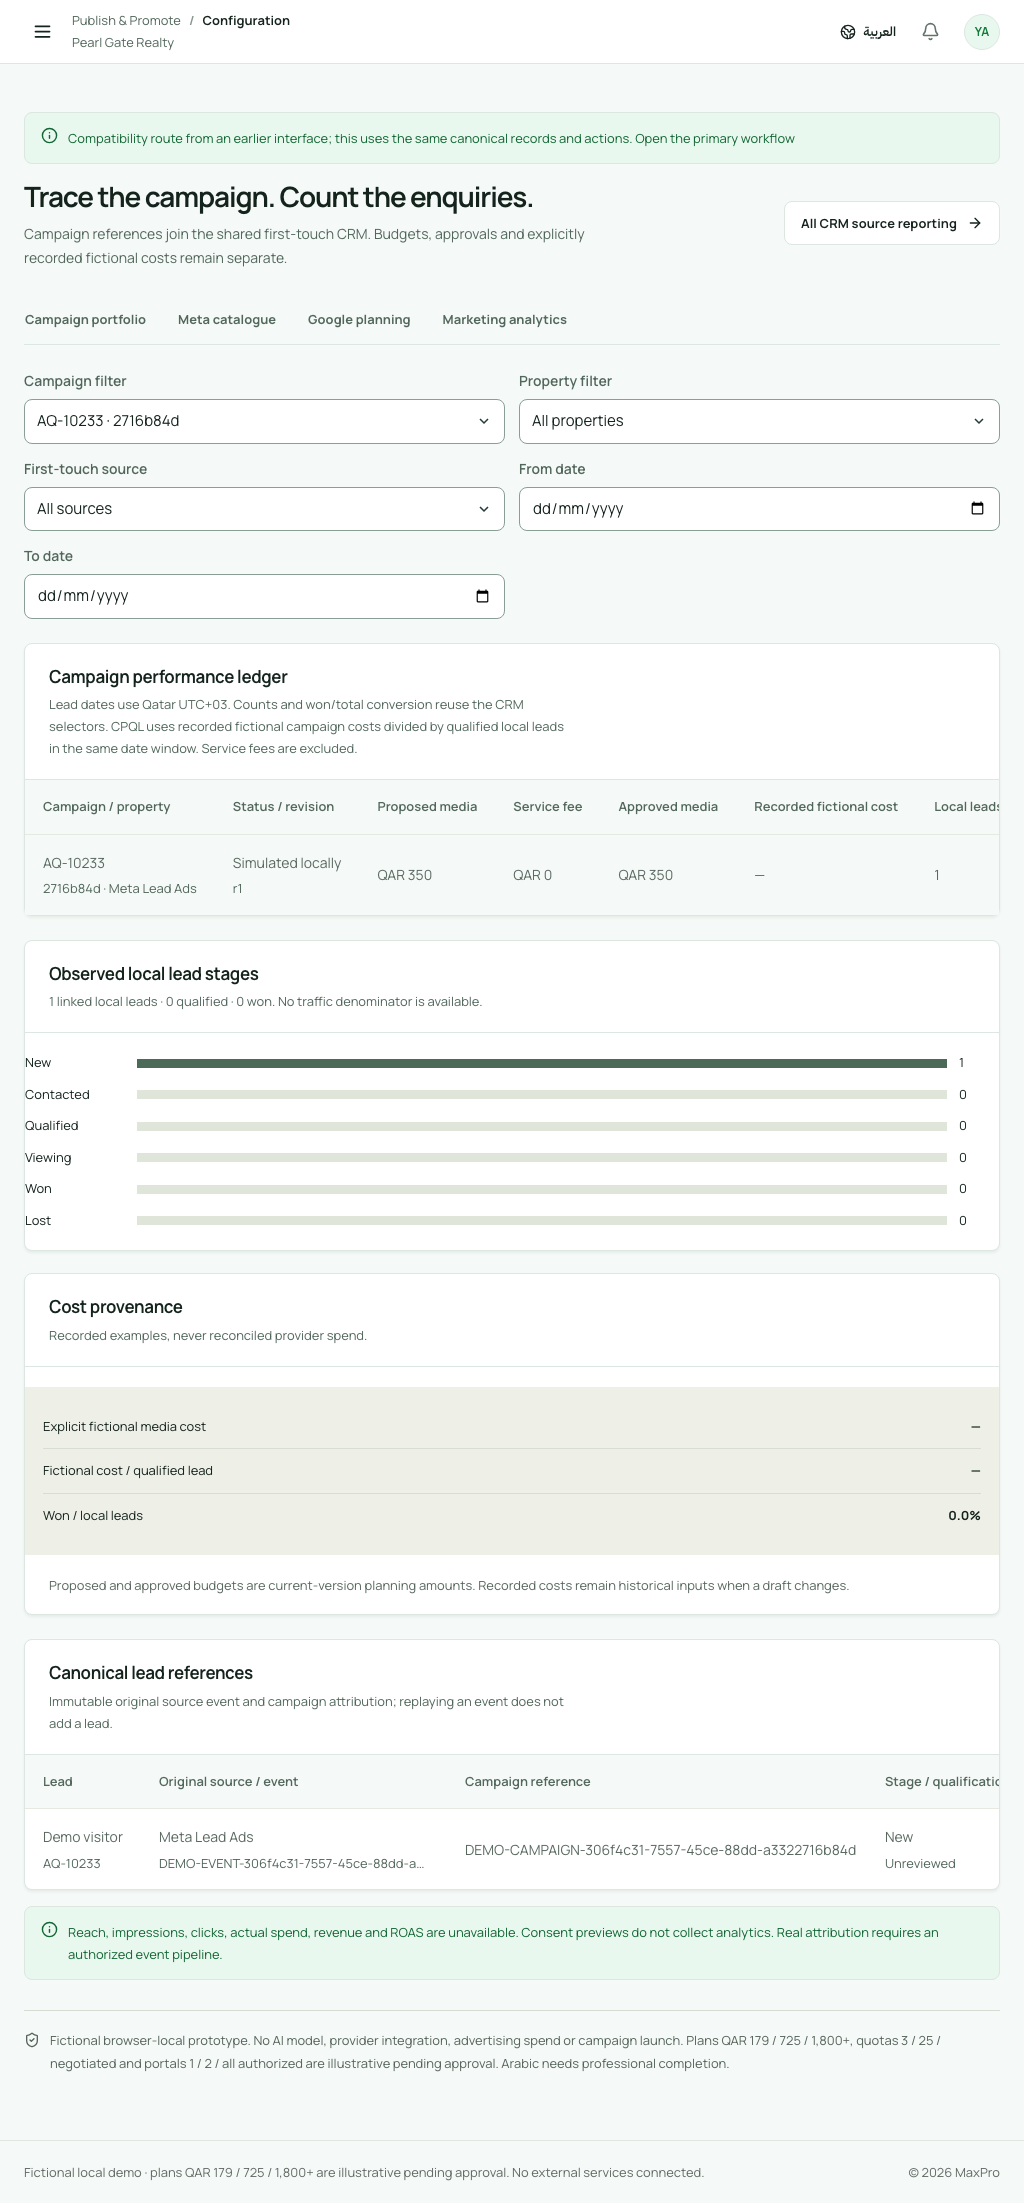 Publish & Promote / Configuration
Pearl Gate Realty
العربية
YA
Compatibility route from an earlier interface; this uses the same canonical records and actions. Open the primary workflow
Trace the campaign. Count the enquiries.
Campaign references join the shared first-touch CRM. Budgets, approvals and explicitly
recorded fictional costs remain separate.
All CRM source reporting
Campaign portfolio Meta catalogue Google planning Marketing analytics
Campaign filter Property filter
AQ-10233 · 2716b84d All properties
First-touch source From date
All sources dd/mm/yyyy
To date
dd/mm/yyyy
Campaign performance ledger
Lead dates use Qatar UTC+03. Counts and won/total conversion reuse the CRM
selectors. CPQL uses recorded fictional campaign costs divided by qualified local leads
in the same date window. Service fees are excluded.
Campaign / property Status / revision Proposed media Service fee Approved media Recorded fictional cost Local leads
AQ-10233 Simulated locally QAR 350 QAR 0 QAR 350 — 1
2716b84d · Meta Lead Ads r1
Observed local lead stages
1 linked local leads · 0 qualified · 0 won. No traffic denominator is available.
New 1
Contacted 0
Qualified 0
Viewing 0
Won 0
Lost 0
Cost provenance
Recorded examples, never reconciled provider spend.
Explicit fictional media cost —
Fictional cost / qualified lead —
Won / local leads 0.0%
Proposed and approved budgets are current-version planning amounts. Recorded costs remain historical inputs when a draft changes.
Canonical lead references
Immutable original source event and campaign attribution; replaying an event does not
add a lead.
Lead Original source / event Campaign reference Stage / qualificatio
Demo visitor Meta Lead Ads DEMO-CAMPAIGN-306f4c31-7557-45ce-88dd-a3322716b84d New
AQ-10233 DEMO-EVENT-306f4c31-7557-45ce-88dd-a... Unreviewed
Reach, impressions, clicks, actual spend, revenue and ROAS are unavailable. Consent previews do not collect analytics. Real attribution requires an
authorized event pipeline.
Fictional browser-local prototype. No AI model, provider integration, advertising spend or campaign launch. Plans QAR 179 / 725 / 1,800+, quotas 3 / 25 /
negotiated and portals 1 / 2 / all authorized are illustrative pending approval. Arabic needs professional completion.
Fictional local demo · plans QAR 179 / 725 / 1,800+ are illustrative pending approval. No external services connected. © 2026 MaxPro